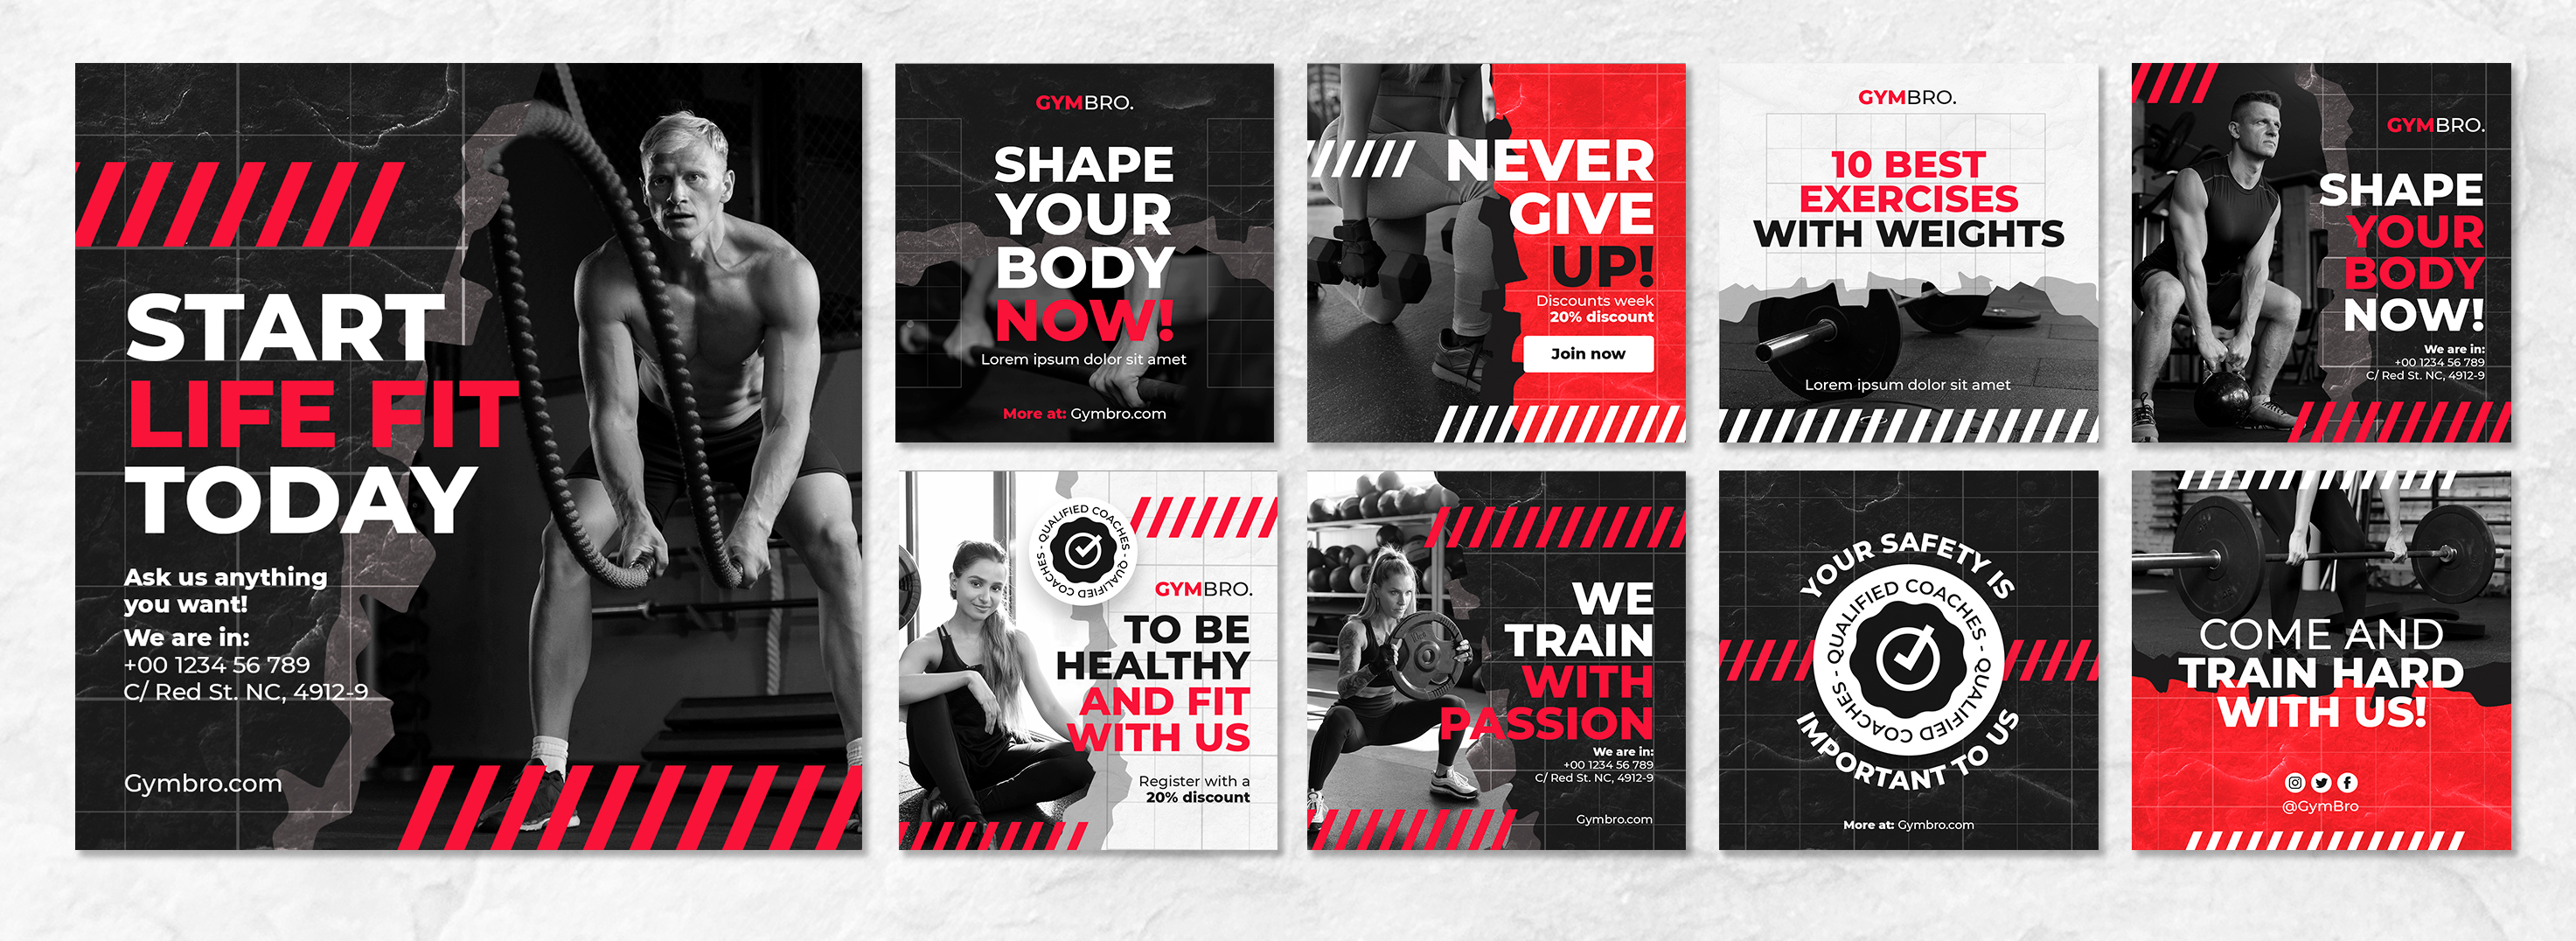 START
LIFE FIT
TODAY
Ask us anything
you want!
We are in:
+00 1234 56 789
C/ Red St. NC, 4912-9
Gymbro.com
GYMBRO.
SHAPE
YOUR
BODY
NOW!
Lorem ipsum dolor sit amet
More at: Gymbro.com
NEVER
GIVE
UP!
Discounts week
20% discount
Join now
GYMBRO.
10 BEST
EXERCISES
WITH WEIGHTS
Lorem ipsum dolor sit amet
GYMBRO.
SHAPE
YOUR
BODY
NOW!
We are in:
+00 1234 56 789
C/ Red St. NC, 4912-9
QUALIFIED COACHES - QUALIFIED COACHES -
GYMBRO.
TO BE
HEALTHY
AND FIT
WITH US
Register with a
20% discount
WE
TRAIN
WITH
PASSION
We are in:
+00 1234 56 789
C/ Red St. NC, 4912-9
Gymbro.com
YOUR SAFETY IS
QUALIFIED COACHES - QUALIFIED COACHES -
IMPORTANT TO US
More at: Gymbro.com
COME AND
TRAIN HARD
WITH US!
@GymBro